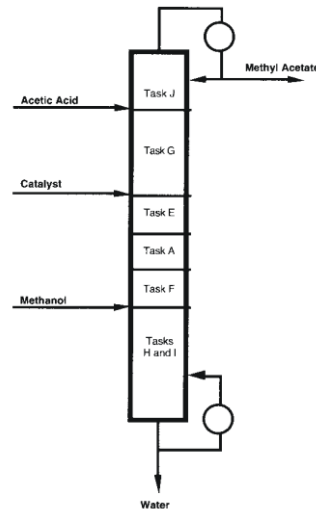 Task J
Methyl Acetate
Acetic Acid
Task G
Catalyst
Task E
Task A
Task F
Methanol
Tasks
H and I
Water